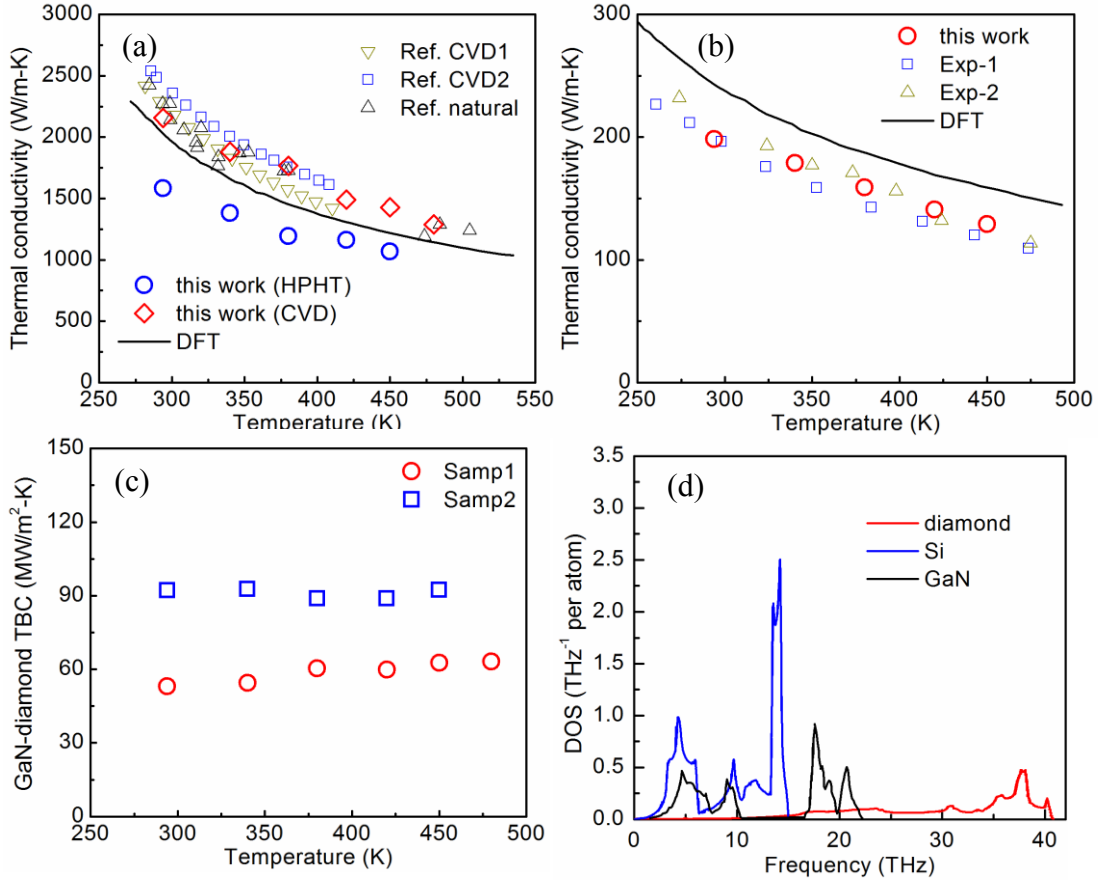 (a)
Ref. CVD1
Ref. CVD2
Ref. natural
this work (HPHT)
this work (CVD)
DFT
Thermal conductivity (W/m-K)
3000
2500
2000
1500
1000
500
0
250 300 350 400 450 505 550
Temperature (K)
(b)
this work
Exp-1
Exp-2
DFT
Thermal conductivity (W/m-K)
300
200
100
0
250 300 350 400 450 500
Temperature (K)
(c)
Samp1
Samp2
GaN-diamond TBC (MW/m²-K)
150
120
90
60
30
0
250 300 350 400 450 500
Temperature (K)
(d)
diamond
Si
GaN
DOS (THz⁻¹ per atom)
3.5
3.0
2.5
2.0
1.5
1.0
0.5
0.0
0 10 20 30 40
Frequency (THz)